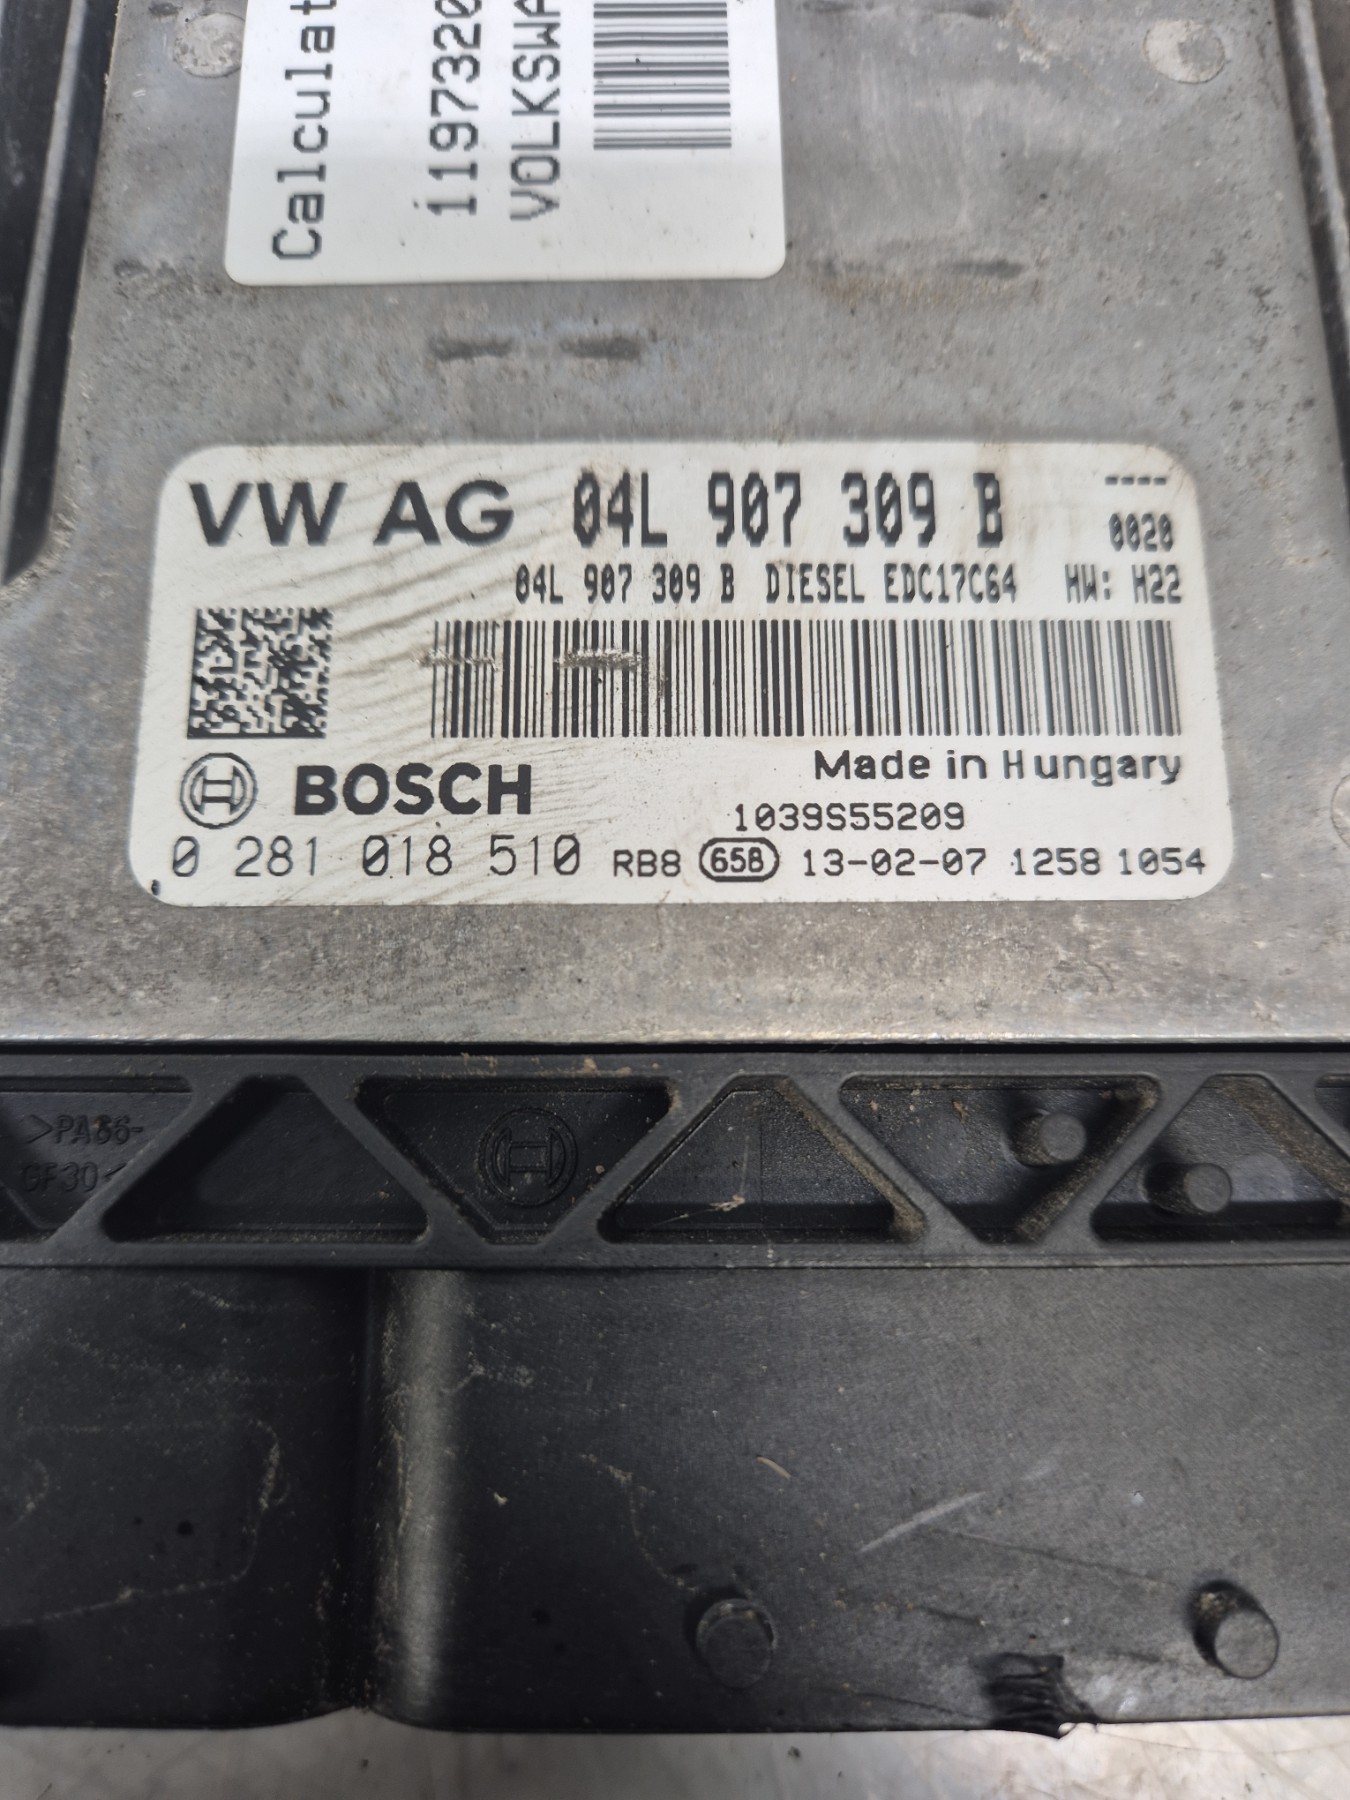 Calculat
1197320
VOLKSWA
VW AG 04L 907 309 B ----
0020
04L 907 309 B DIESEL EDC17C64 HW: H22
Made in Hungary
BOSCH
1039S55209
0 281 018 510 RB8 65B 13-02-07 1258 1054
>PA66-
GF30<